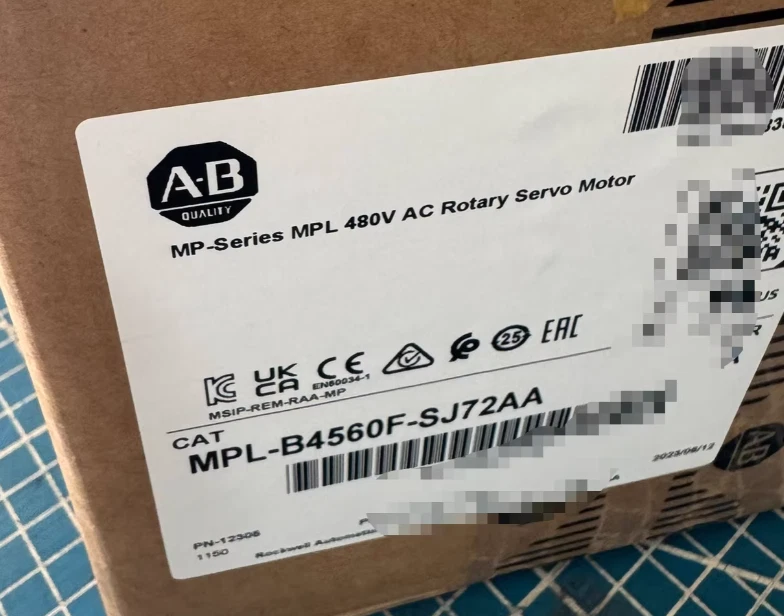 A-B
QUALITY
MP-Series MPL 480V AC Rotary Servo Motor
UK
CA
CE
EN60034-1
25
EAC
MSIP-REM-RAA-MP
CAT
MPL-B4560F-SJ72AA
2023/06/12
PN-12305
1150
Rockwell Automation
A-B